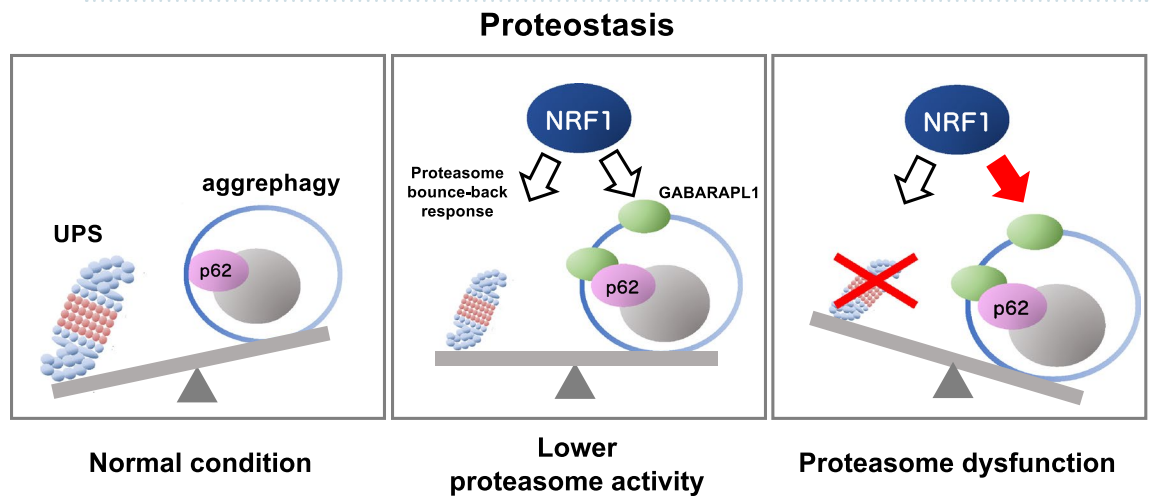 Proteostasis
aggrephagy
UPS
p62
Normal condition
NRF1
Proteasome
bounce-back
response
GABARAPL1
p62
Lower
proteasome activity
NRF1
p62
Proteasome dysfunction